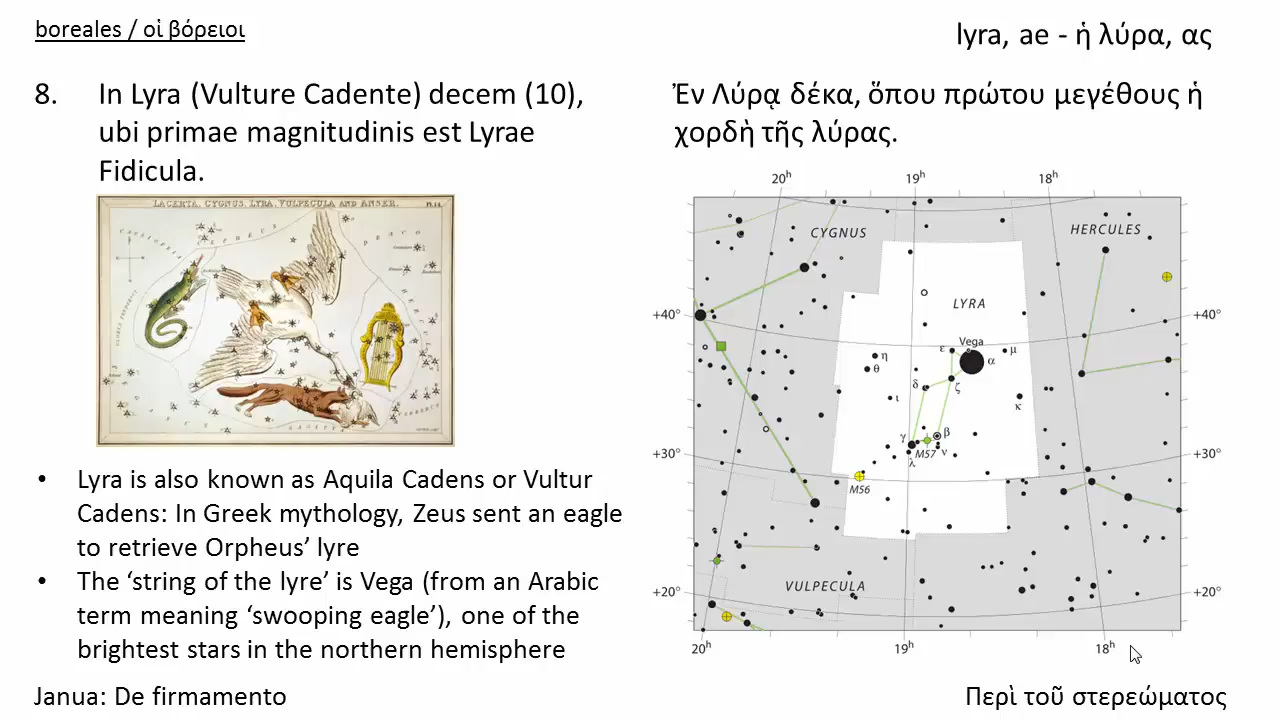 boreales / οἱ βόρειοι
lyra, ae - ἡ λύρα, ας
8. In Lyra (Vulture Cadente) decem (10),
ubi primae magnitudinis est Lyrae
Fidicula.
Ἐν Λύρᾳ δέκα, ὅπου πρώτου μεγέθους ἡ
χορδὴ τῆς λύρας.
LACERTA, CYGNUS, LYRA, VULPECULA AND ANSER.
• Lyra is also known as Aquila Cadens or Vultur
Cadens: In Greek mythology, Zeus sent an eagle
to retrieve Orpheus’ lyre
• The ‘string of the lyre’ is Vega (from an Arabic
term meaning ‘swooping eagle’), one of the
brightest stars in the northern hemisphere
20h 19h 18h
CYGNUS
HERCULES
LYRA
+40° +40°
Vega
ε μ
η α
θ
δ ζ
ι κ
γ β
M57 ν
λ
+30° +30°
M56
VULPECULA
+20° +20°
20h 19h 18h
Janua: De firmamento
Περὶ τοῦ στερεώματος